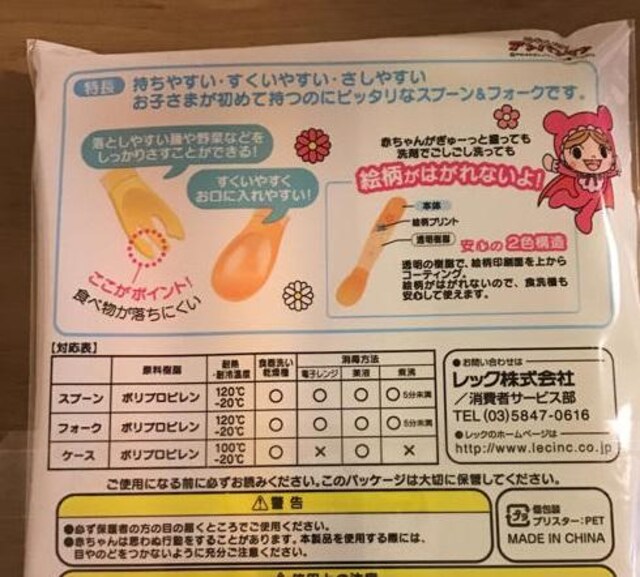 特長 持ちやすい・すくいやすい・さしやすい
お子さまが初めて持つのにピッタリなスプーン&フォークです。
落としやすい麺や野菜などを
しっかりさすことができる!
すくいやすく
お口に入れやすい!
ここがポイント!
食べ物が落ちにくい
赤ちゃんがぎゅーっと握っても
洗剤でごしごし洗っても
絵柄がはがれないよ!
本体
絵柄プリント
透明樹脂
安心の2色構造
透明の樹脂で、絵柄印刷面を上から
コーティング。
絵柄がはがれないので、食洗機も
安心して使えます。
【対応表】
原料樹脂 耐熱・耐冷温度 食器洗い乾燥機 消毒方法
電子レンジ 薬液 煮沸
スプーン ポリプロピレン 120℃ -20℃ ○ ○ ○ ○5分未満
フォーク ポリプロピレン 120℃ -20℃ ○ ○ ○ ○5分未満
ケース ポリプロピレン 100℃ -20℃ ○ × ○ ×
●お問い合わせは
レック株式会社
/消費者サービス部
TEL(03)5847-0616
●レックのホームページは
http://www.lecinc.co.jp
ご使用になる前に必ずお読みください。このパッケージは大切に保管してください。
⚠警告
●必ず保護者の方の目の届くところでご使用ください。
●赤ちゃんは思わぬ行動をすることがあります。本製品を使用する際には、
目やのどをつかないように充分ご注意ください。
プラ
個包装
ブリスター:PET
MADE IN CHINA